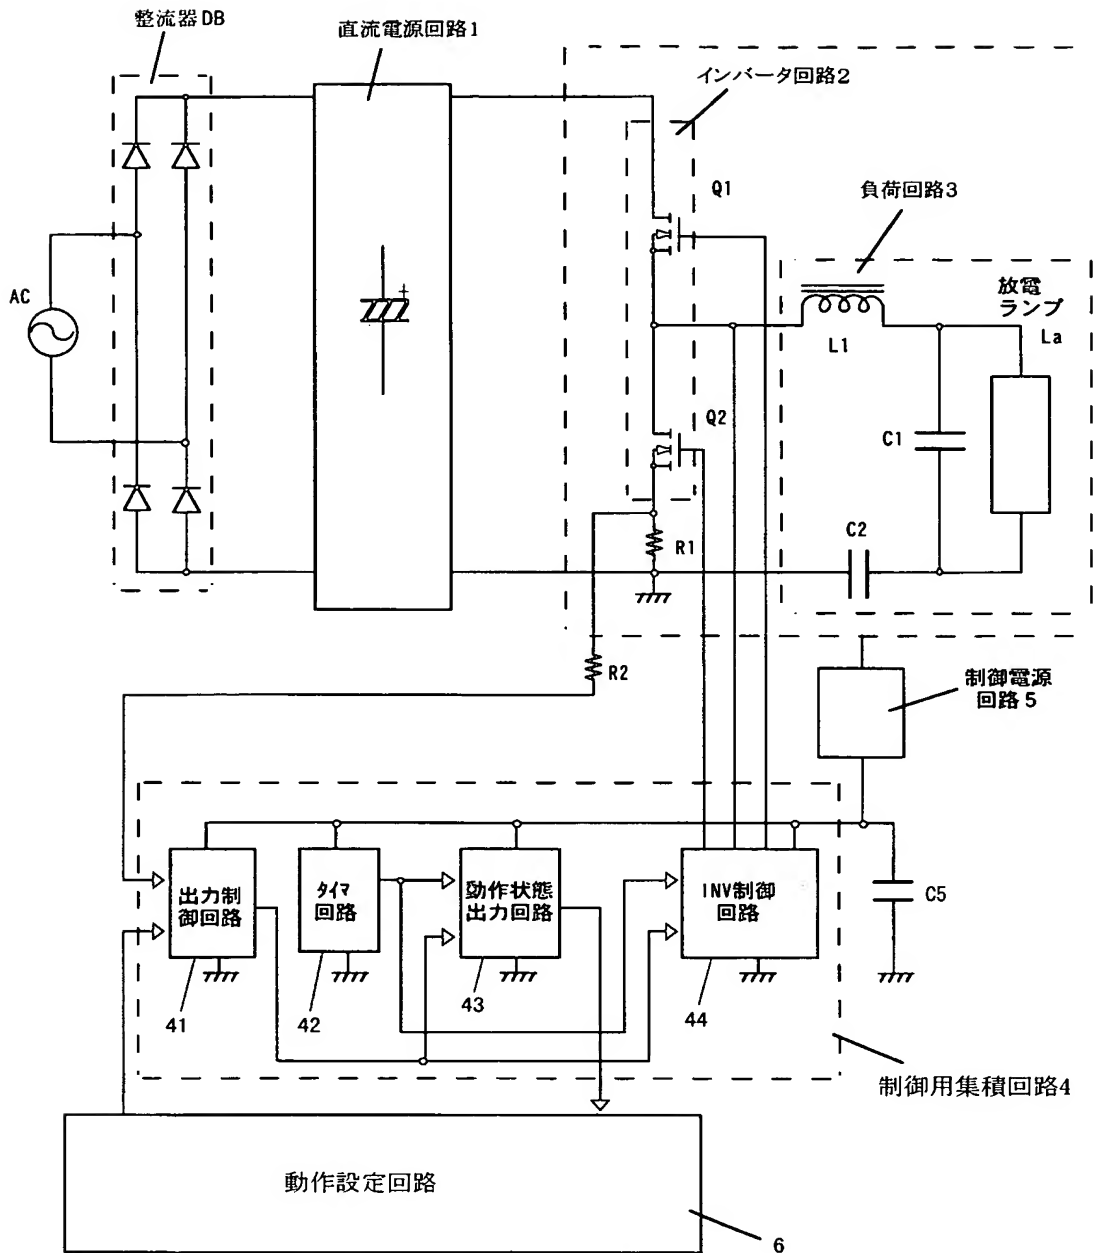 整流器DB
直流電源回路1
インバータ回路2
Q1
負荷回路3
AC
+
放電
ランプ
La
L1
Q2
C1
C2
R1
R2
制御電源
回路5
出力制
御回路
タイマ
回路
動作状態
出力回路
INV制御
回路
C5
41
42
43
44
制御用集積回路4
動作設定回路
6